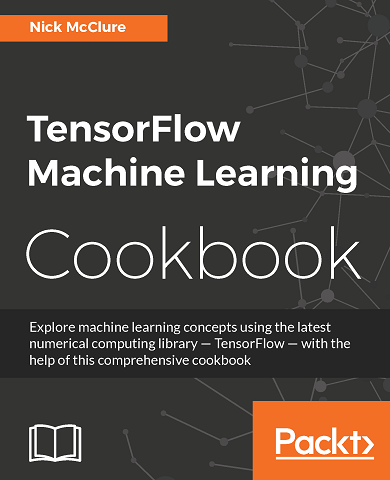 Nick McClure
TensorFlow
Machine Learning
Cookbook
Explore machine learning concepts using the latest
numerical computing library — TensorFlow — with the
help of this comprehensive cookbook
Packt>